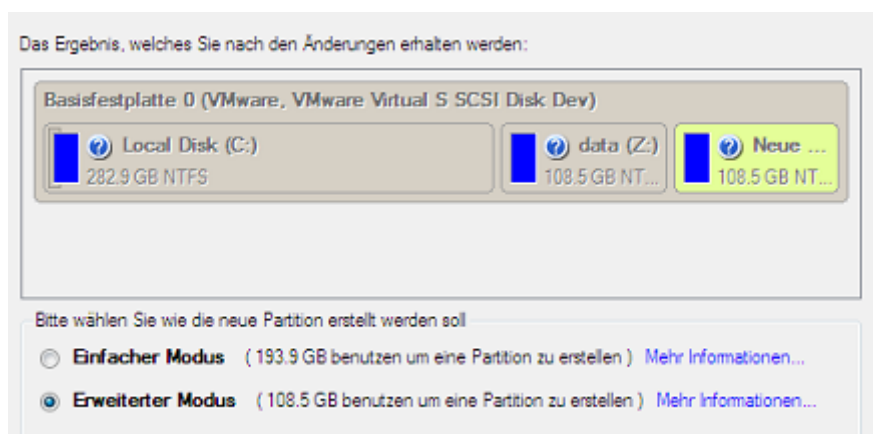 Das Ergebnis, welches Sie nach den Änderungen erhalten werden:
Basisfestplatte 0 (VMware, VMware Virtual S SCSI Disk Dev)
Local Disk (C:)
282.9 GB NTFS
data (Z:)
108.5 GB NT...
Neue ...
108.5 GB NT...
Bitte wählen Sie wie die neue Partition erstellt werden soll
Einfacher Modus ( 193.9 GB benutzen um eine Partition zu erstellen ) Mehr Informationen...
Erweiterter Modus ( 108.5 GB benutzen um eine Partition zu erstellen ) Mehr Informationen...